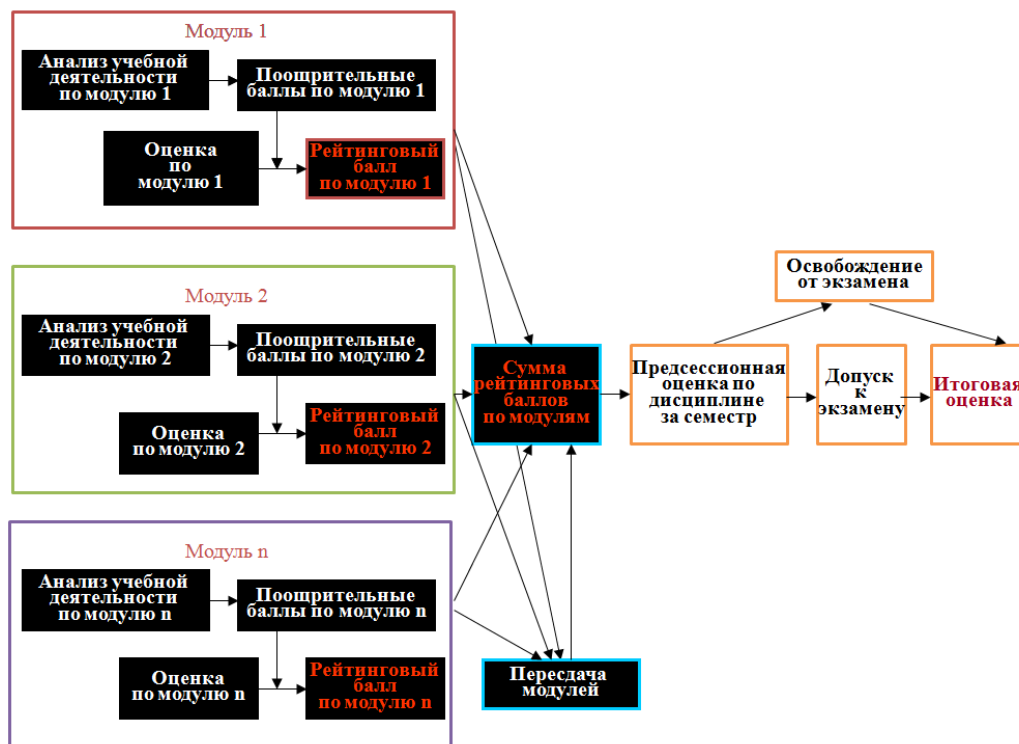 Модуль 1
Анализ учебной
деятельности
по модулю 1
Поощрительные
баллы по модулю 1
Оценка
по
модулю 1
Рейтинговый
балл
по модулю 1
Модуль 2
Анализ учебной
деятельности
по модулю 2
Поощрительные
баллы по модулю 2
Оценка
по модулю 2
Рейтинговый
балл
по модулю 2
Модуль n
Анализ учебной
деятельности
по модулю n
Поощрительные
баллы по модулю n
Оценка
по модулю n
Рейтинговый
балл
по модулю n
Сумма
рейтинговых
баллов
по модулям
Пересдача
модулей
Предсессионная
оценка по
дисциплине
за семестр
Освобождение
от экзамена
Допуск
к
экзамену
Итоговая
оценка